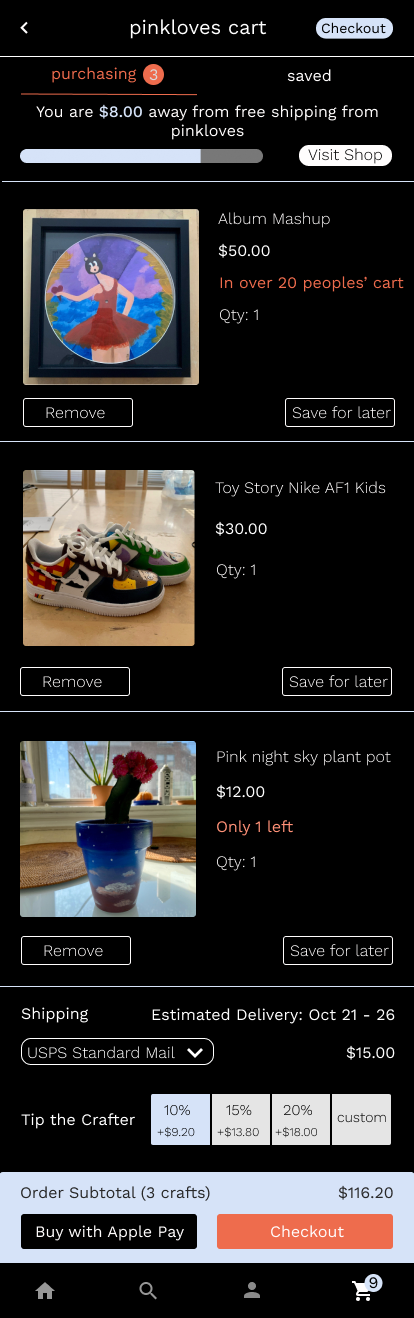 pinkloves cart
Checkout
purchasing 3
saved
You are $8.00 away from free shipping from
pinkloves
Visit Shop
Album Mashup
$50.00
In over 20 peoples’ cart
Qty: 1
Remove
Save for later
Toy Story Nike AF1 Kids
$30.00
Qty: 1
Remove
Save for later
Pink night sky plant pot
$12.00
Only 1 left
Qty: 1
Remove
Save for later
Shipping
Estimated Delivery: Oct 21 - 26
USPS Standard Mail
$15.00
Tip the Crafter
10%
+$9.20
15%
+$13.80
20%
+$18.00
custom
Order Subtotal (3 crafts)
$116.20
Buy with Apple Pay
Checkout
9